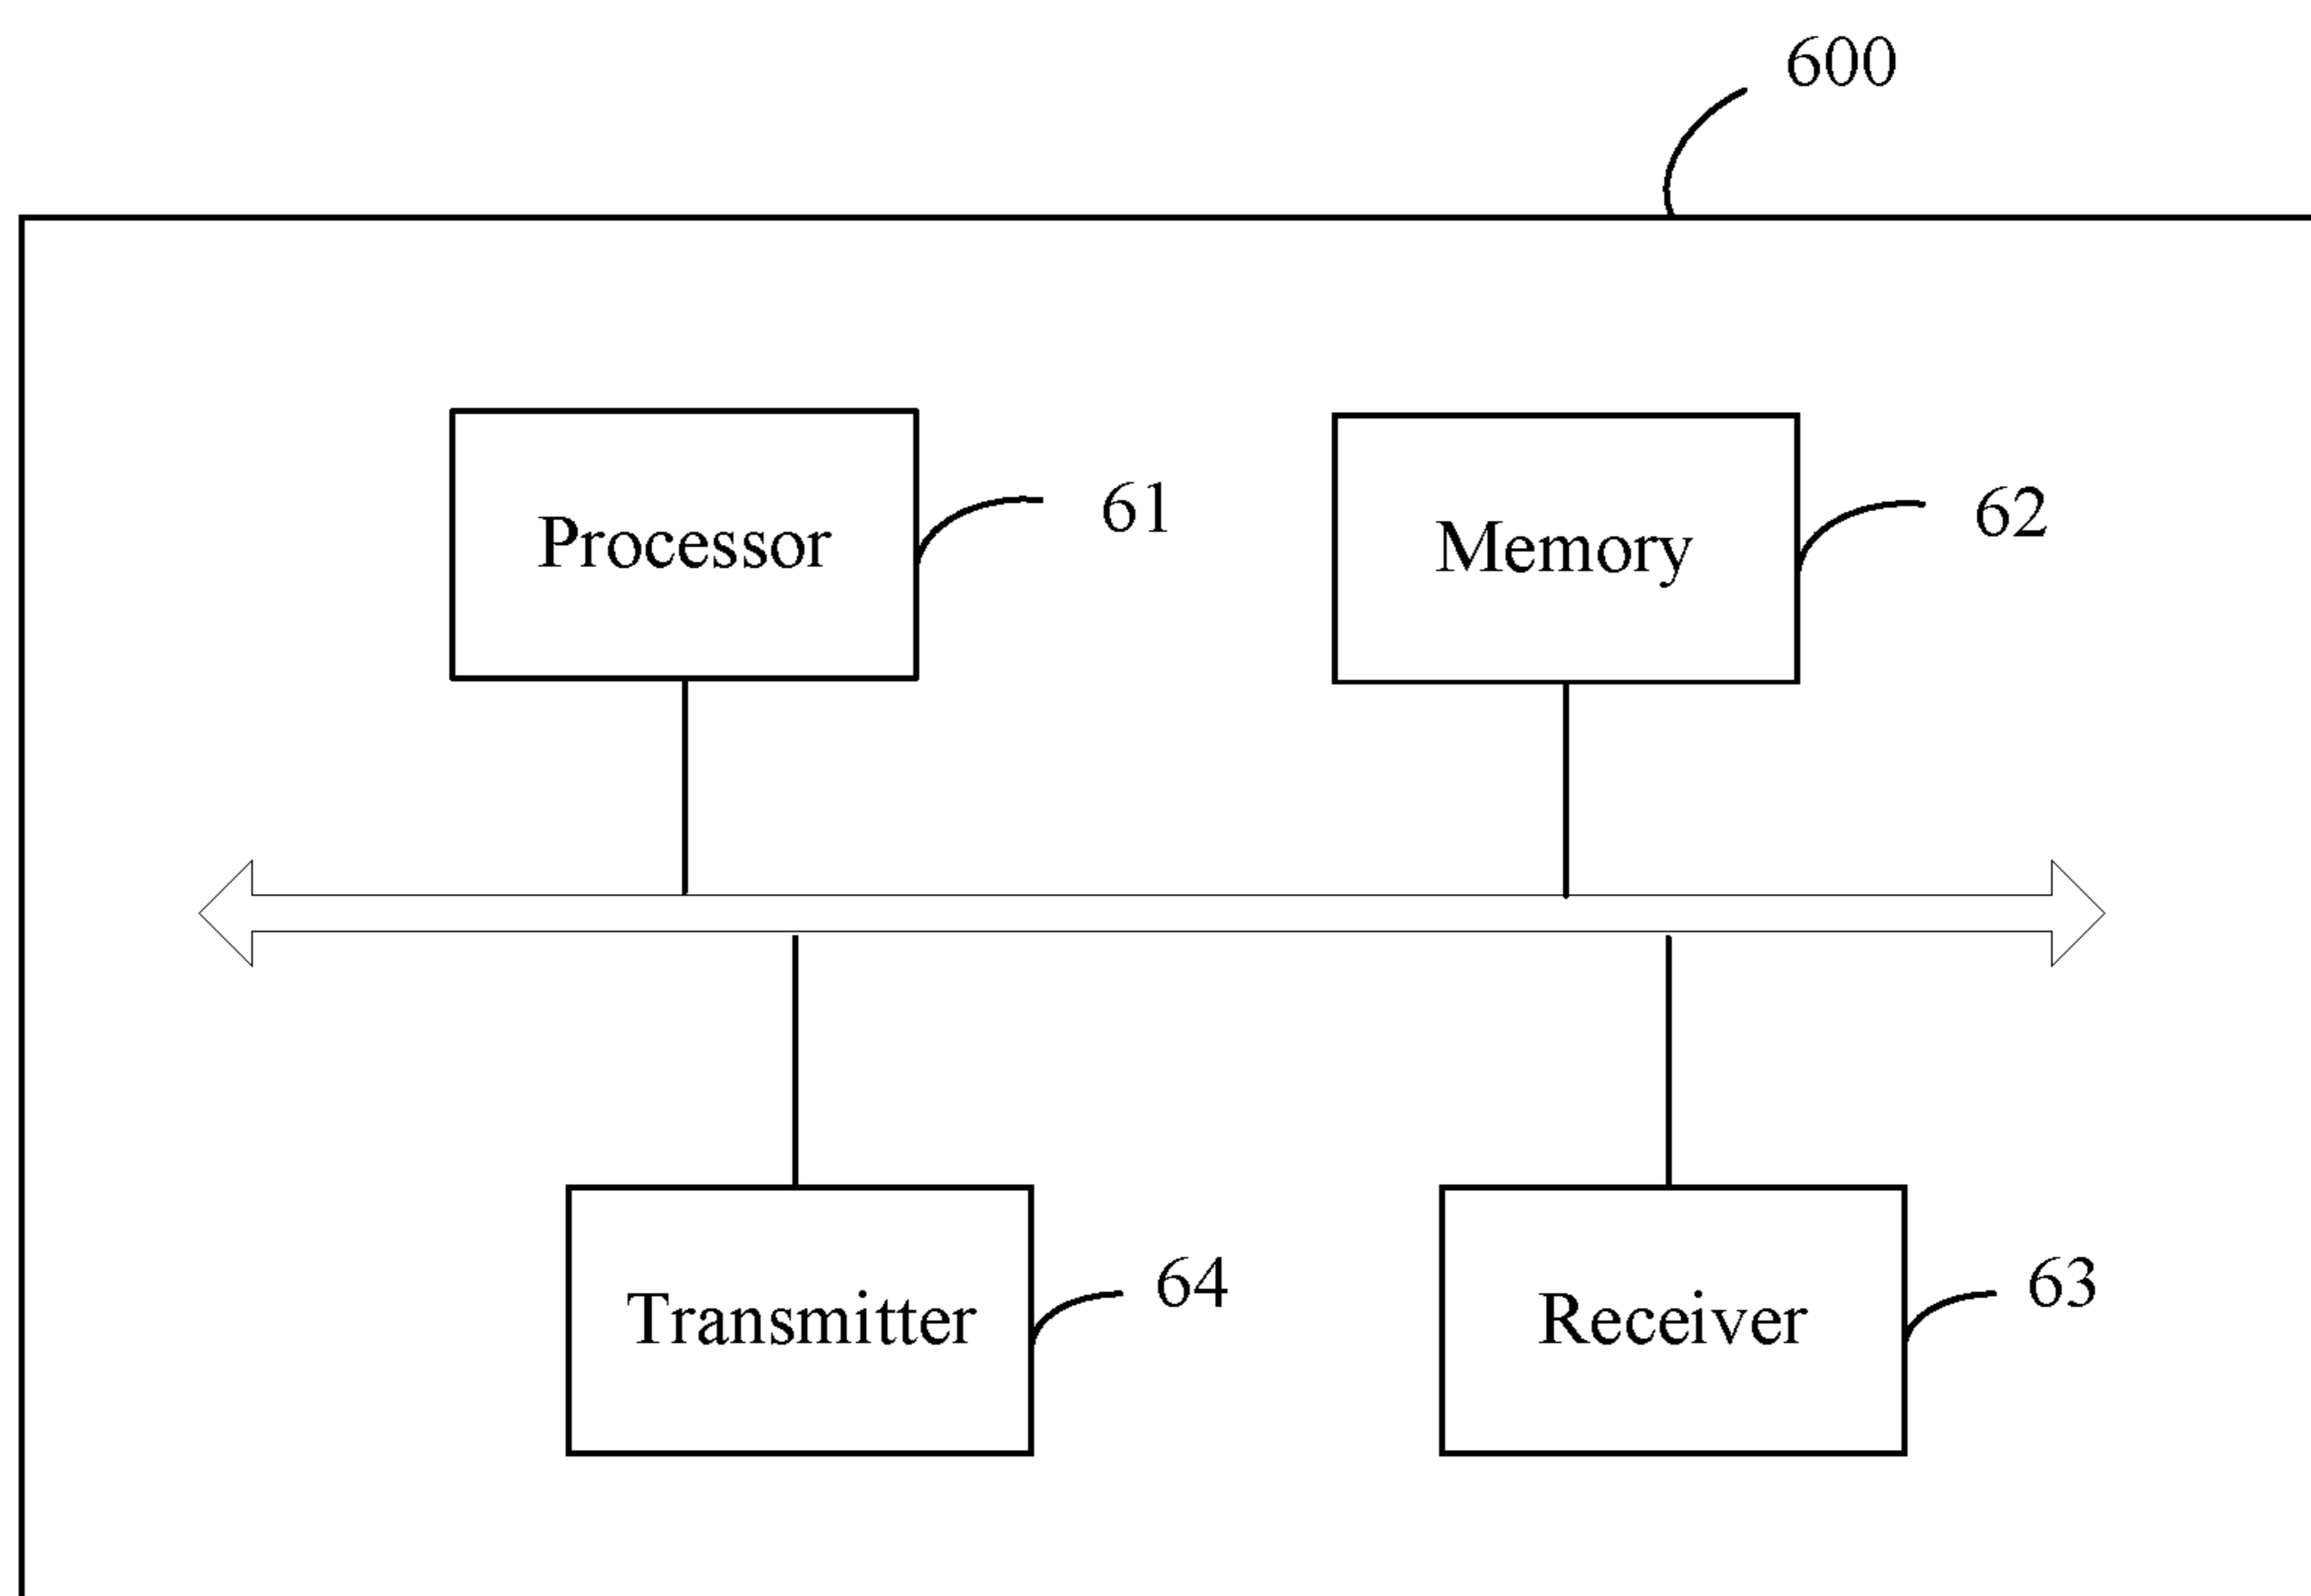 600
Processor
61
Memory
62
Transmitter
64
Receiver
63